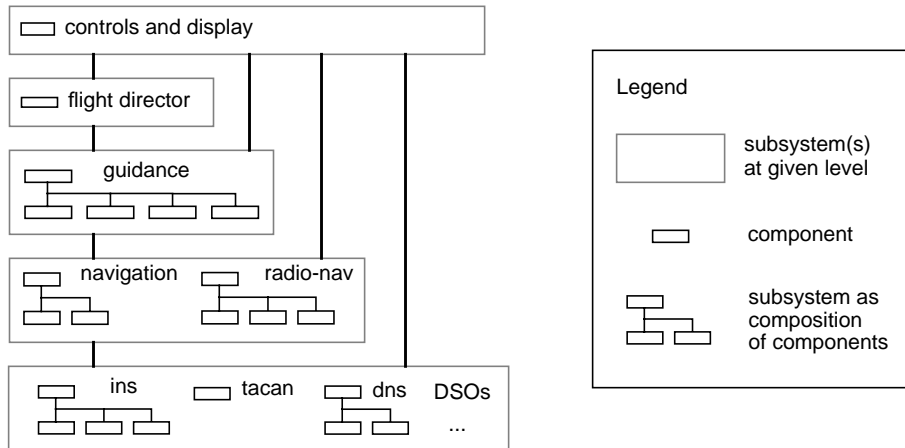 controls and display
flight director
guidance
navigation radio-nav
ins tacan dns DSOs
...
Legend
subsystem(s)
at given level
component
subsystem as
composition
of components